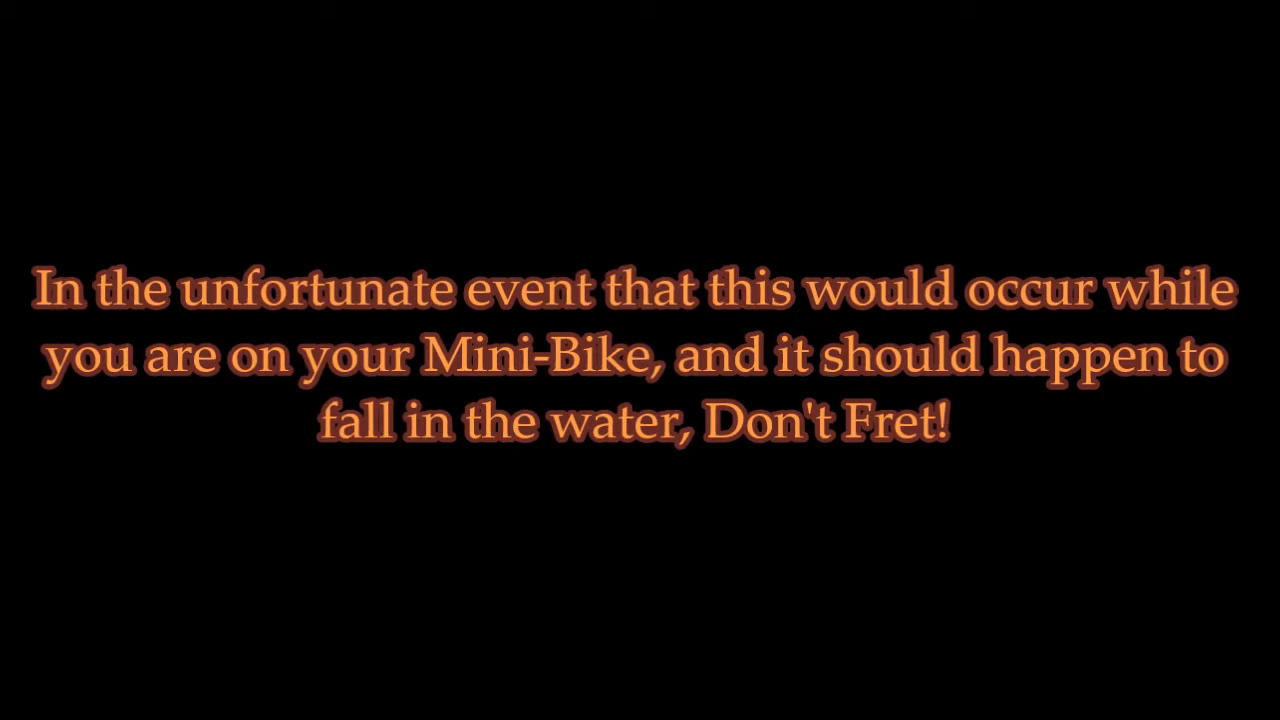 In the unfortunate event that this would occur while
you are on your Mini-Bike, and it should happen to
fall in the water, Don't Fret!